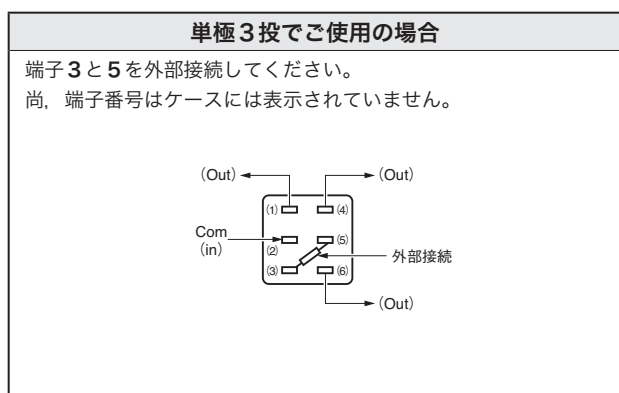 単極3投でご使用の場合
端子3と5を外部接続してください。
尚，端子番号はケースには表示されていません。
(Out) (Out)
(1) (4)
Com
(in)
(2) (5)
外部接続
(3) (6)
(Out)